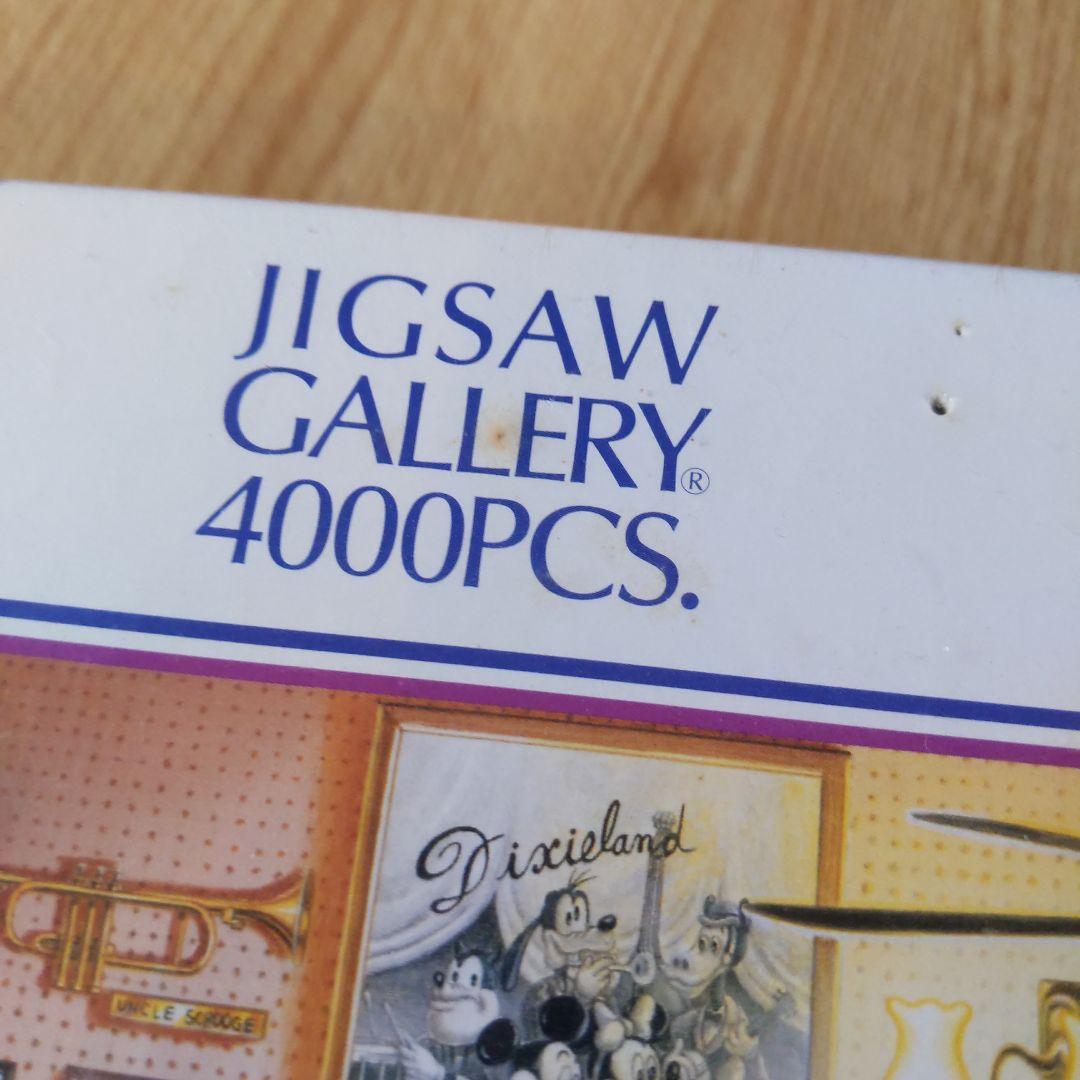 JIGSAW
GALLERY®
4000PCS.
Dixieland
UNCLE SCROOGE